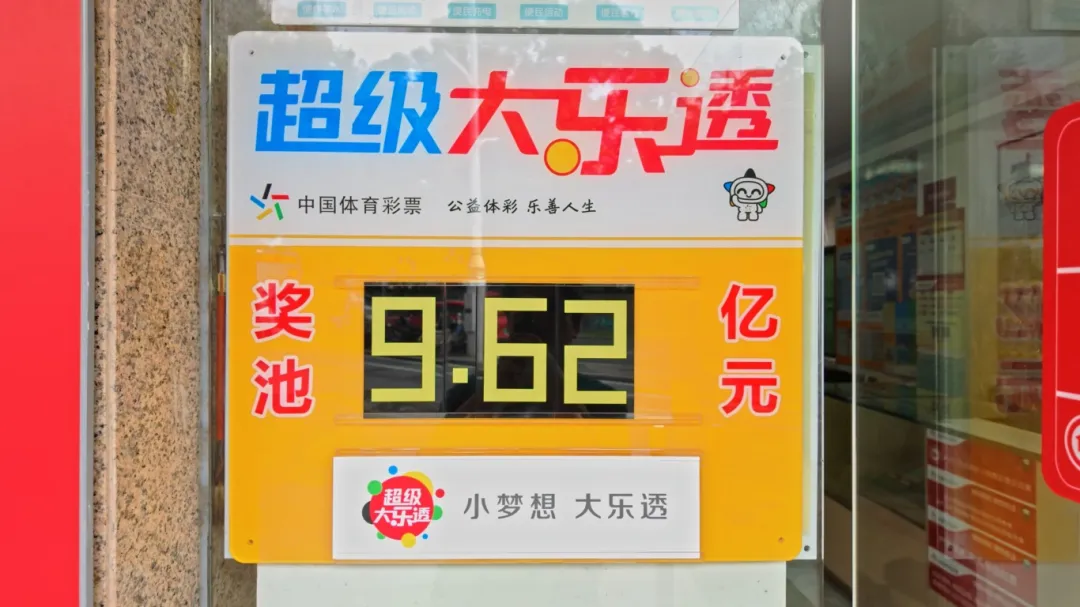 超级大乐透
中国体育彩票 公益体彩 乐善人生
奖池 9.62 亿元
超级
大乐透
小梦想 大乐透